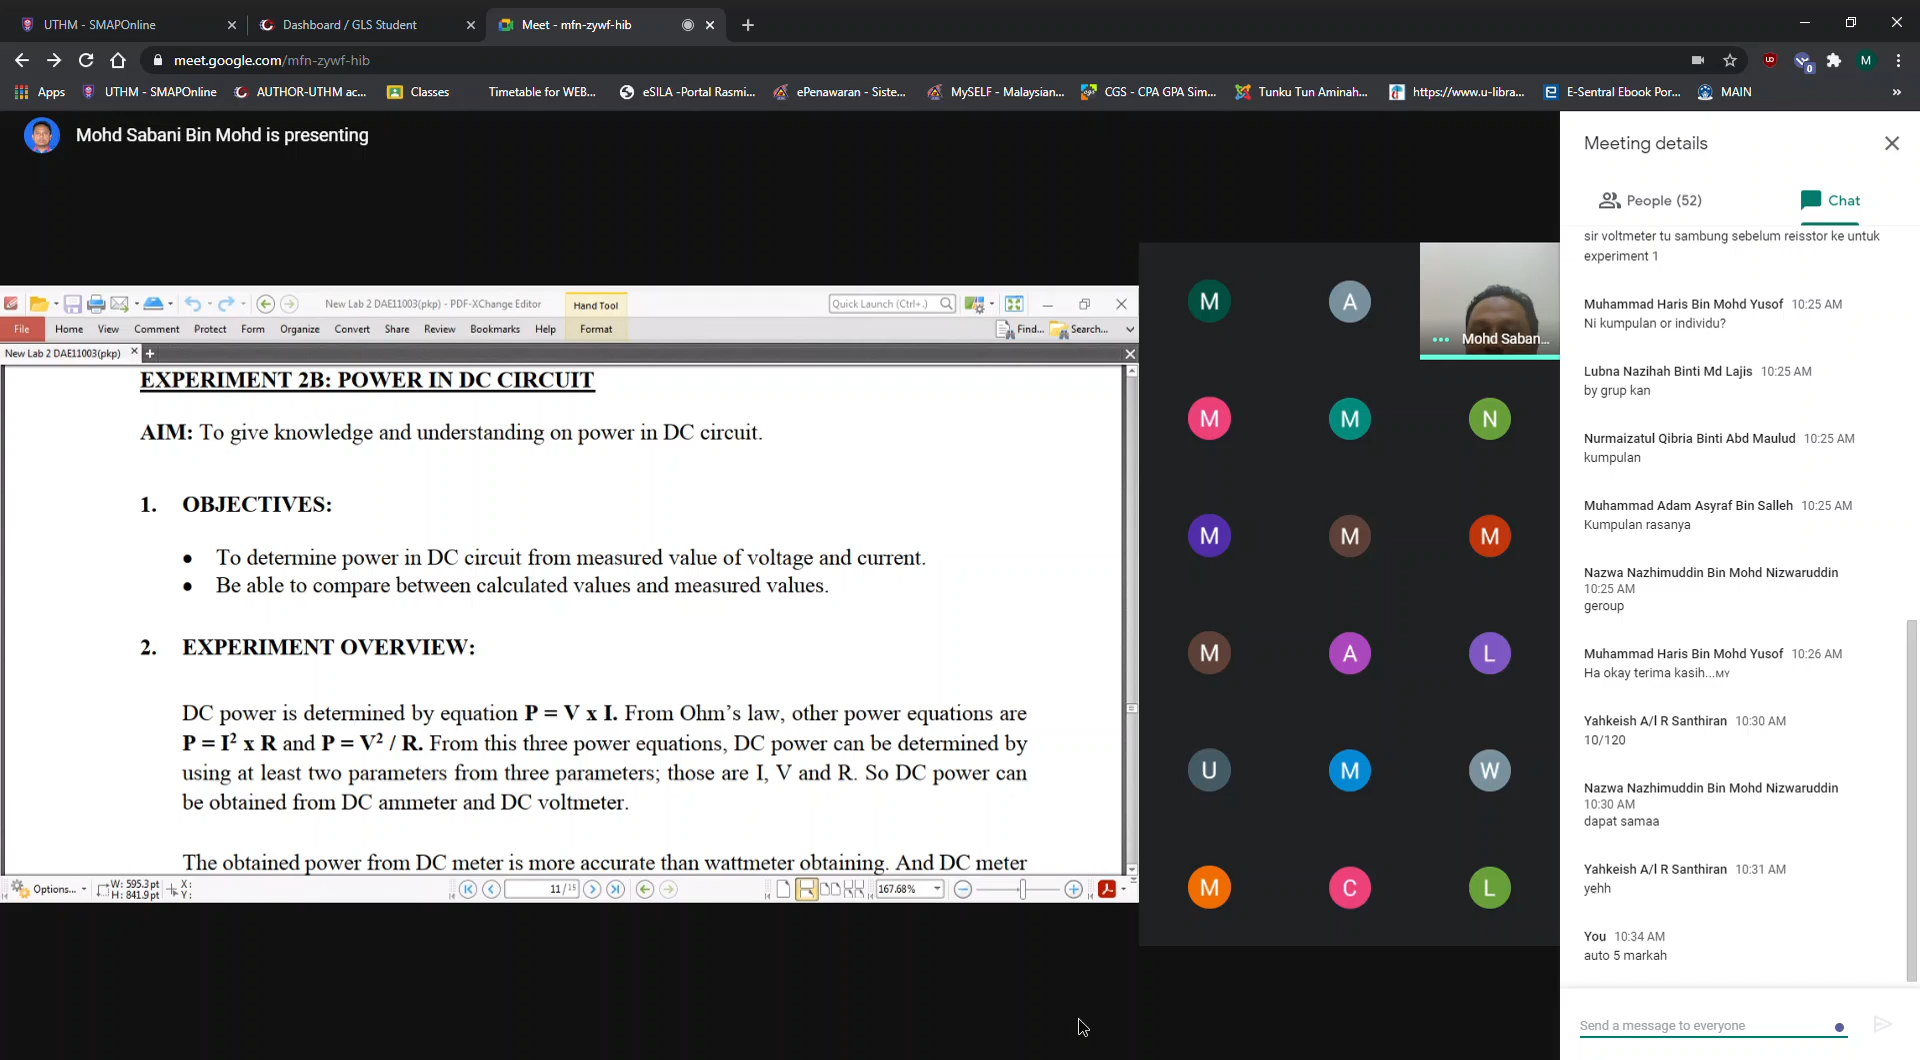 UTHM - SMAPOnline
Dashboard / GLS Student
Meet - mfn-zywf-hib
meet.google.com/mfn-zywf-hib
UD
0
M
Apps
UTHM - SMAPOnline
AUTHOR-UTHM ac...
Classes
Timetable for WEB...
eSILA -Portal Rasmi...
ePenawaran - Siste...
MySELF - Malaysian...
CGS - CPA GPA Sim...
Tunku Tun Aminah...
https://www.u-libra...
E-Sentral Ebook Por...
MAIN
»
Mohd Sabani Bin Mohd is presenting
New Lab 2 DAE11003(pkp) - PDF-XChange Editor
Hand Tool
Quick Launch (Ctrl+.)
File
Home
View
Comment
Protect
Form
Organize
Convert
Share
Review
Bookmarks
Help
Format
Find...
Search...
New Lab 2 DAE11003(pkp)
EXPERIMENT 2B: POWER IN DC CIRCUIT
AIM: To give knowledge and understanding on power in DC circuit.
1. OBJECTIVES:
• To determine power in DC circuit from measured value of voltage and current.
• Be able to compare between calculated values and measured values.
2. EXPERIMENT OVERVIEW:
DC power is determined by equation P = V x I. From Ohm's law, other power equations are
P = I² x R and P = V² / R. From this three power equations, DC power can be determined by
using at least two parameters from three parameters; those are I, V and R. So DC power can
be obtained from DC ammeter and DC voltmeter.
The obtained power from DC meter is more accurate than wattmeter obtaining. And DC meter
Options...
W: 595.3pt
H: 841.9pt
X:
Y:
11 / 15
167.68%
M
A
Mohd Saban...
M
M
N
M
M
M
M
A
L
U
M
W
M
C
L
Meeting details
People (52)
Chat
sir voltmeter tu sambung sebelum reisstor ke untuk
experiment 1
Muhammad Haris Bin Mohd Yusof 10:25 AM
Ni kumpulan or individu?
Lubna Nazihah Binti Md Lajis 10:25 AM
by grup kan
Nurmaizatul Qibria Binti Abd Maulud 10:25 AM
kumpulan
Muhammad Adam Asyraf Bin Salleh 10:25 AM
Kumpulan rasanya
Nazwa Nazhimuddin Bin Mohd Nizwaruddin
10:25 AM
geroup
Muhammad Haris Bin Mohd Yusof 10:26 AM
Ha okay terima kasih...MY
Yahkeish A/l R Santhiran 10:30 AM
10/120
Nazwa Nazhimuddin Bin Mohd Nizwaruddin
10:30 AM
dapat samaa
Yahkeish A/l R Santhiran 10:31 AM
yehh
You 10:34 AM
auto 5 markah
Send a message to everyone